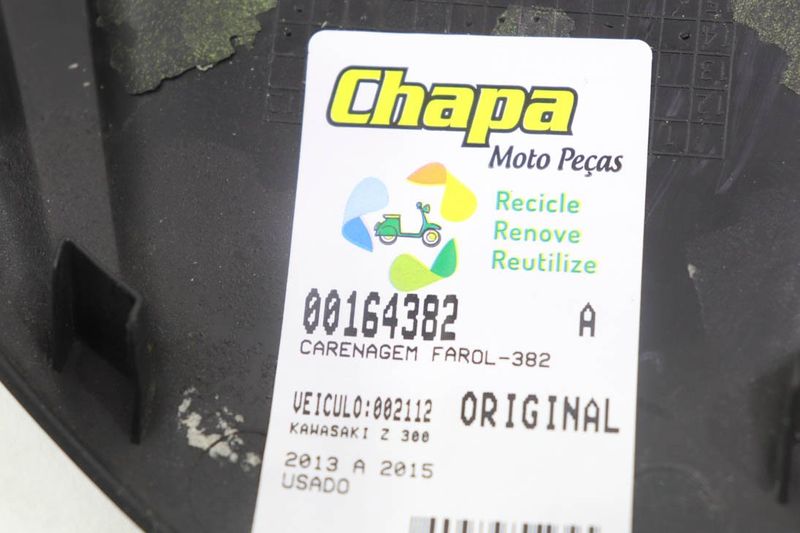 Chapa
Moto Peças
Recicle
Renove
Reutilize
00164382 A
CARENAGEM FAROL-382
VEICULO:002112 ORIGINAL
KAWASAKI Z 300
2013 A 2015
USADO